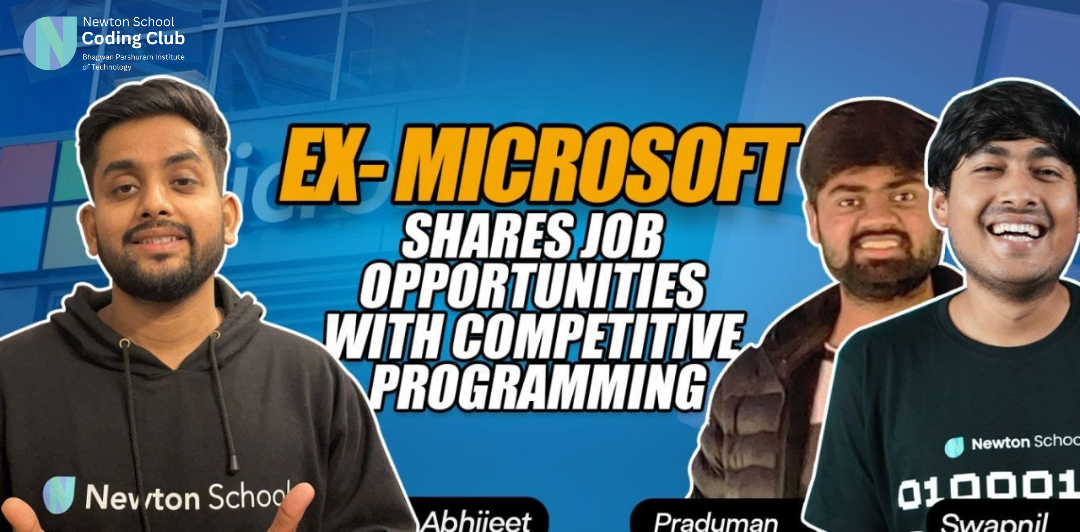 Newton School
Coding Club
Bhagwan Parshuram Institute
of Technology
EX- MICROSOFT
SHARES JOB
OPPORTUNITIES
WITH COMPETITIVE
PROGRAMMING
Newton School
Newton Schoo
010001
Abhijeet
Praduman
Swapnil